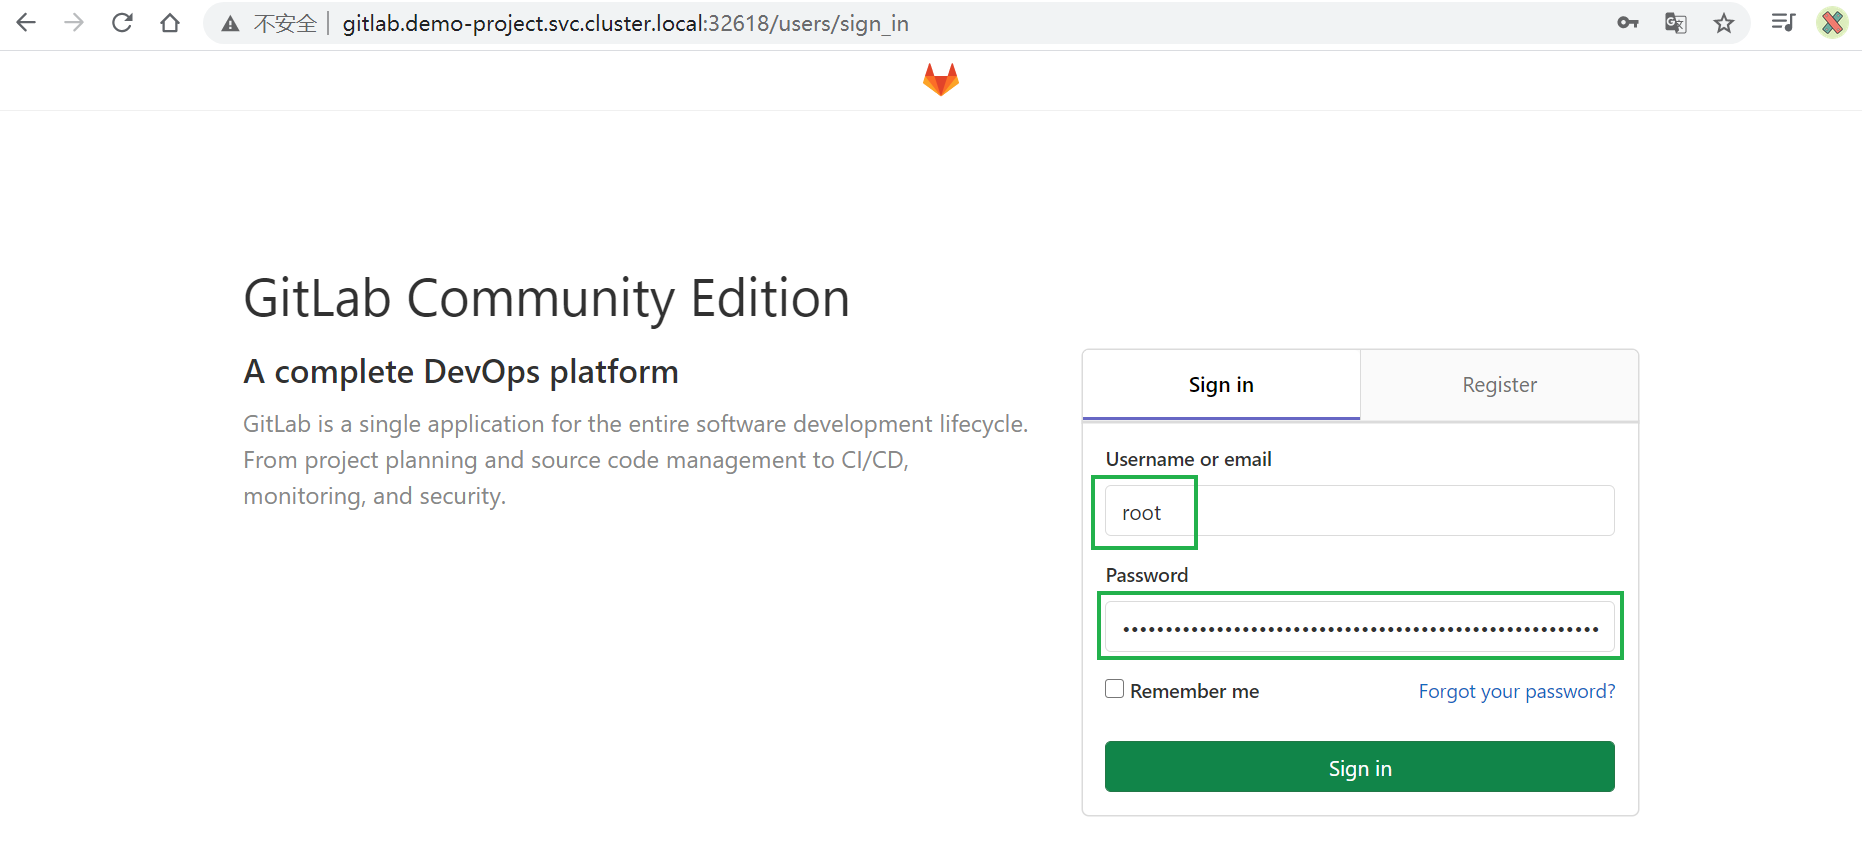 不安全 gitlab.demo-project.svc.cluster.local:32618/users/sign_in
GitLab Community Edition
A complete DevOps platform
GitLab is a single application for the entire software development lifecycle.
From project planning and source code management to CI/CD,
monitoring, and security.
Sign in Register
Username or email
root
Password
Remember me Forgot your password?
Sign in